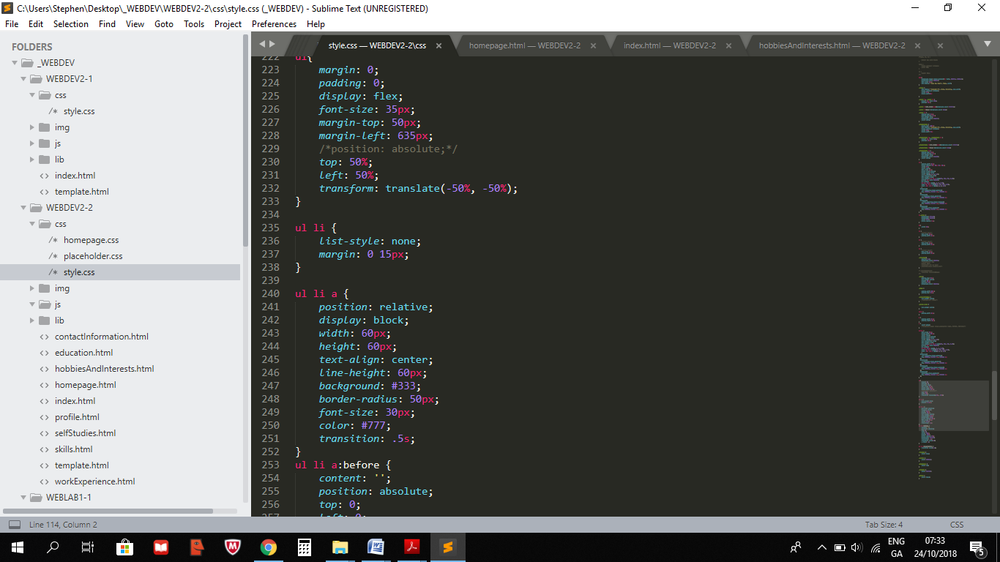 C:\Users\Stephen\Desktop\_WEBDEV\WEBDEV2-2\css\style.css (_WEBDEV) - Sublime Text (UNREGISTERED)
File Edit Selection Find View Goto Tools Project Preferences Help
FOLDERS
_WEBDEV
WEBDEV2-1
css
/* style.css
img
js
lib
<> index.html
<> template.html
WEBDEV2-2
css
/* homepage.css
/* placeholder.css
/* style.css
img
js
lib
<> contactInformation.html
<> education.html
<> hobbiesAndInterests.html
<> homepage.html
<> index.html
<> profile.html
<> selfStudies.html
<> skills.html
<> template.html
<> workExperience.html
WEBLAB1-1
style.css — WEBDEV2-2\css × homepage.html — WEBDEV2-2 × index.html — WEBDEV2-2 × hobbiesAndInterests.html — WEBDEV2-2 × ×
222 ul{
223 margin: 0;
224 padding: 0;
225 display: flex;
226 font-size: 35px;
227 margin-top: 50px;
228 margin-left: 635px;
229 /*position: absolute;*/
230 top: 50%;
231 left: 50%;
232 transform: translate(-50%, -50%);
233 }
234
235 ul li {
236 list-style: none;
237 margin: 0 15px;
238 }
239
240 ul li a {
241 position: relative;
242 display: block;
243 width: 60px;
244 height: 60px;
245 text-align: center;
246 line-height: 60px;
247 background: #333;
248 border-radius: 50px;
249 font-size: 30px;
250 color: #777;
251 transition: .5s;
252 }
253 ul li a:before {
254 content: '';
255 position: absolute;
256 top: 0;
257 left: 0;
Line 114, Column 2 Tab Size: 4 CSS
ENG
GA
07:33
24/10/2018
5